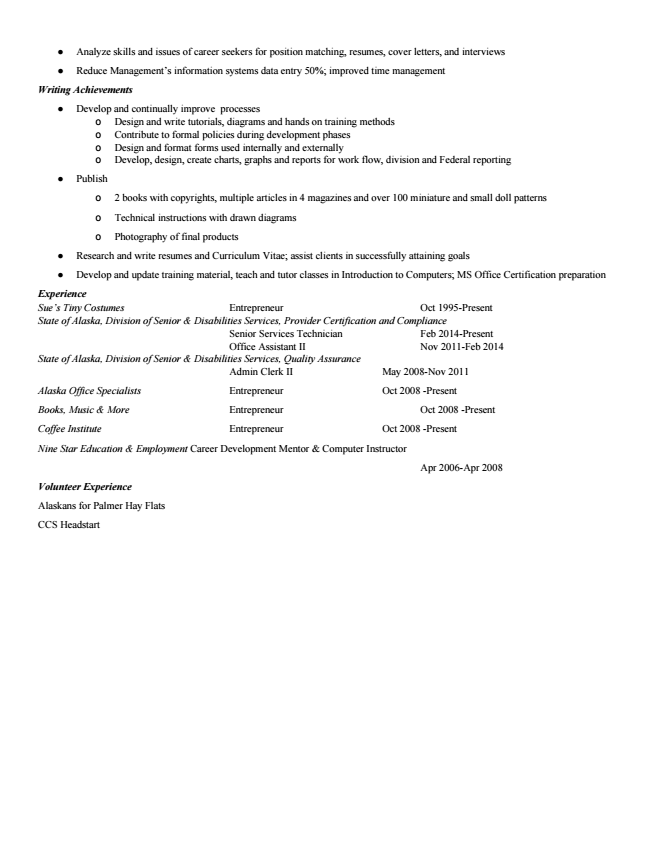 ● Analyze skills and issues of career seekers for position matching, resumes, cover letters, and interviews
● Reduce Management's information systems data entry 50%; improved time management
Writing Achievements
● Develop and continually improve processes
o Design and write tutorials, diagrams and hands on training methods
o Contribute to formal policies during development phases
o Design and format forms used internally and externally
o Develop, design, create charts, graphs and reports for work flow, division and Federal reporting
● Publish
o 2 books with copyrights, multiple articles in 4 magazines and over 100 miniature and small doll patterns
o Technical instructions with drawn diagrams
o Photography of final products
● Research and write resumes and Curriculum Vitae; assist clients in successfully attaining goals
● Develop and update training material, teach and tutor classes in Introduction to Computers; MS Office Certification preparation
Experience
Sue's Tiny Costumes Entrepreneur Oct 1995-Present
State of Alaska, Division of Senior & Disabilities Services, Provider Certification and Compliance
Senior Services Technician Feb 2014-Present
Office Assistant II Nov 2011-Feb 2014
State of Alaska, Division of Senior & Disabilities Services, Quality Assurance
Admin Clerk II May 2008-Nov 2011
Alaska Office Specialists Entrepreneur Oct 2008 -Present
Books, Music & More Entrepreneur Oct 2008 -Present
Coffee Institute Entrepreneur Oct 2008 -Present
Nine Star Education & Employment Career Development Mentor & Computer Instructor
Apr 2006-Apr 2008
Volunteer Experience
Alaskans for Palmer Hay Flats
CCS Headstart